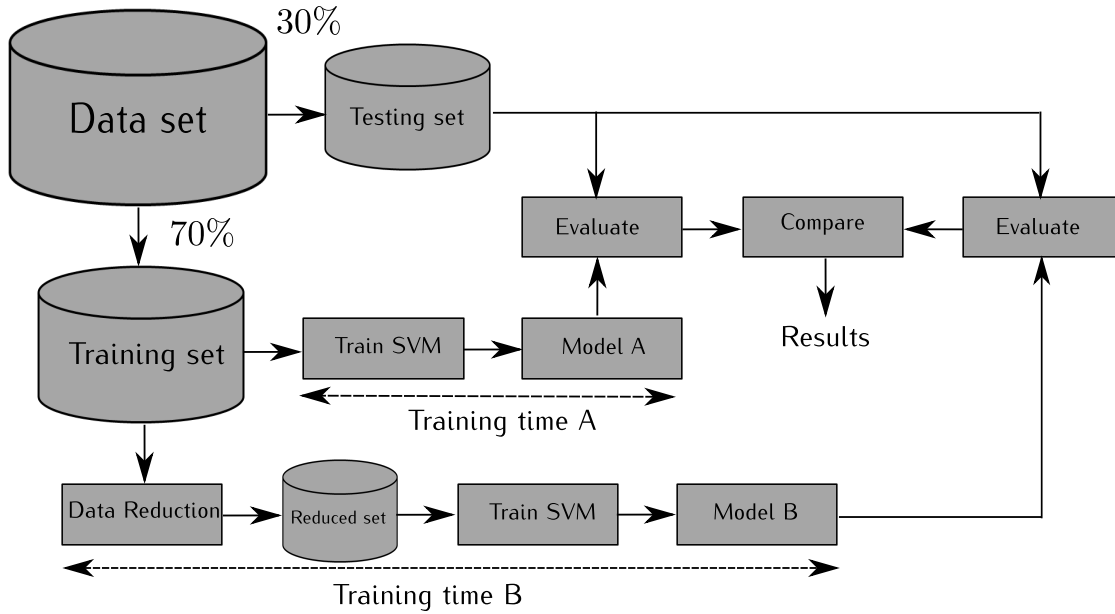 30%
Data set
Testing set
70%
Evaluate
Compare
Evaluate
Training set
Train SVM
Model A
Results
Training time A
Data Reduction
Reduced set
Train SVM
Model B
Training time B